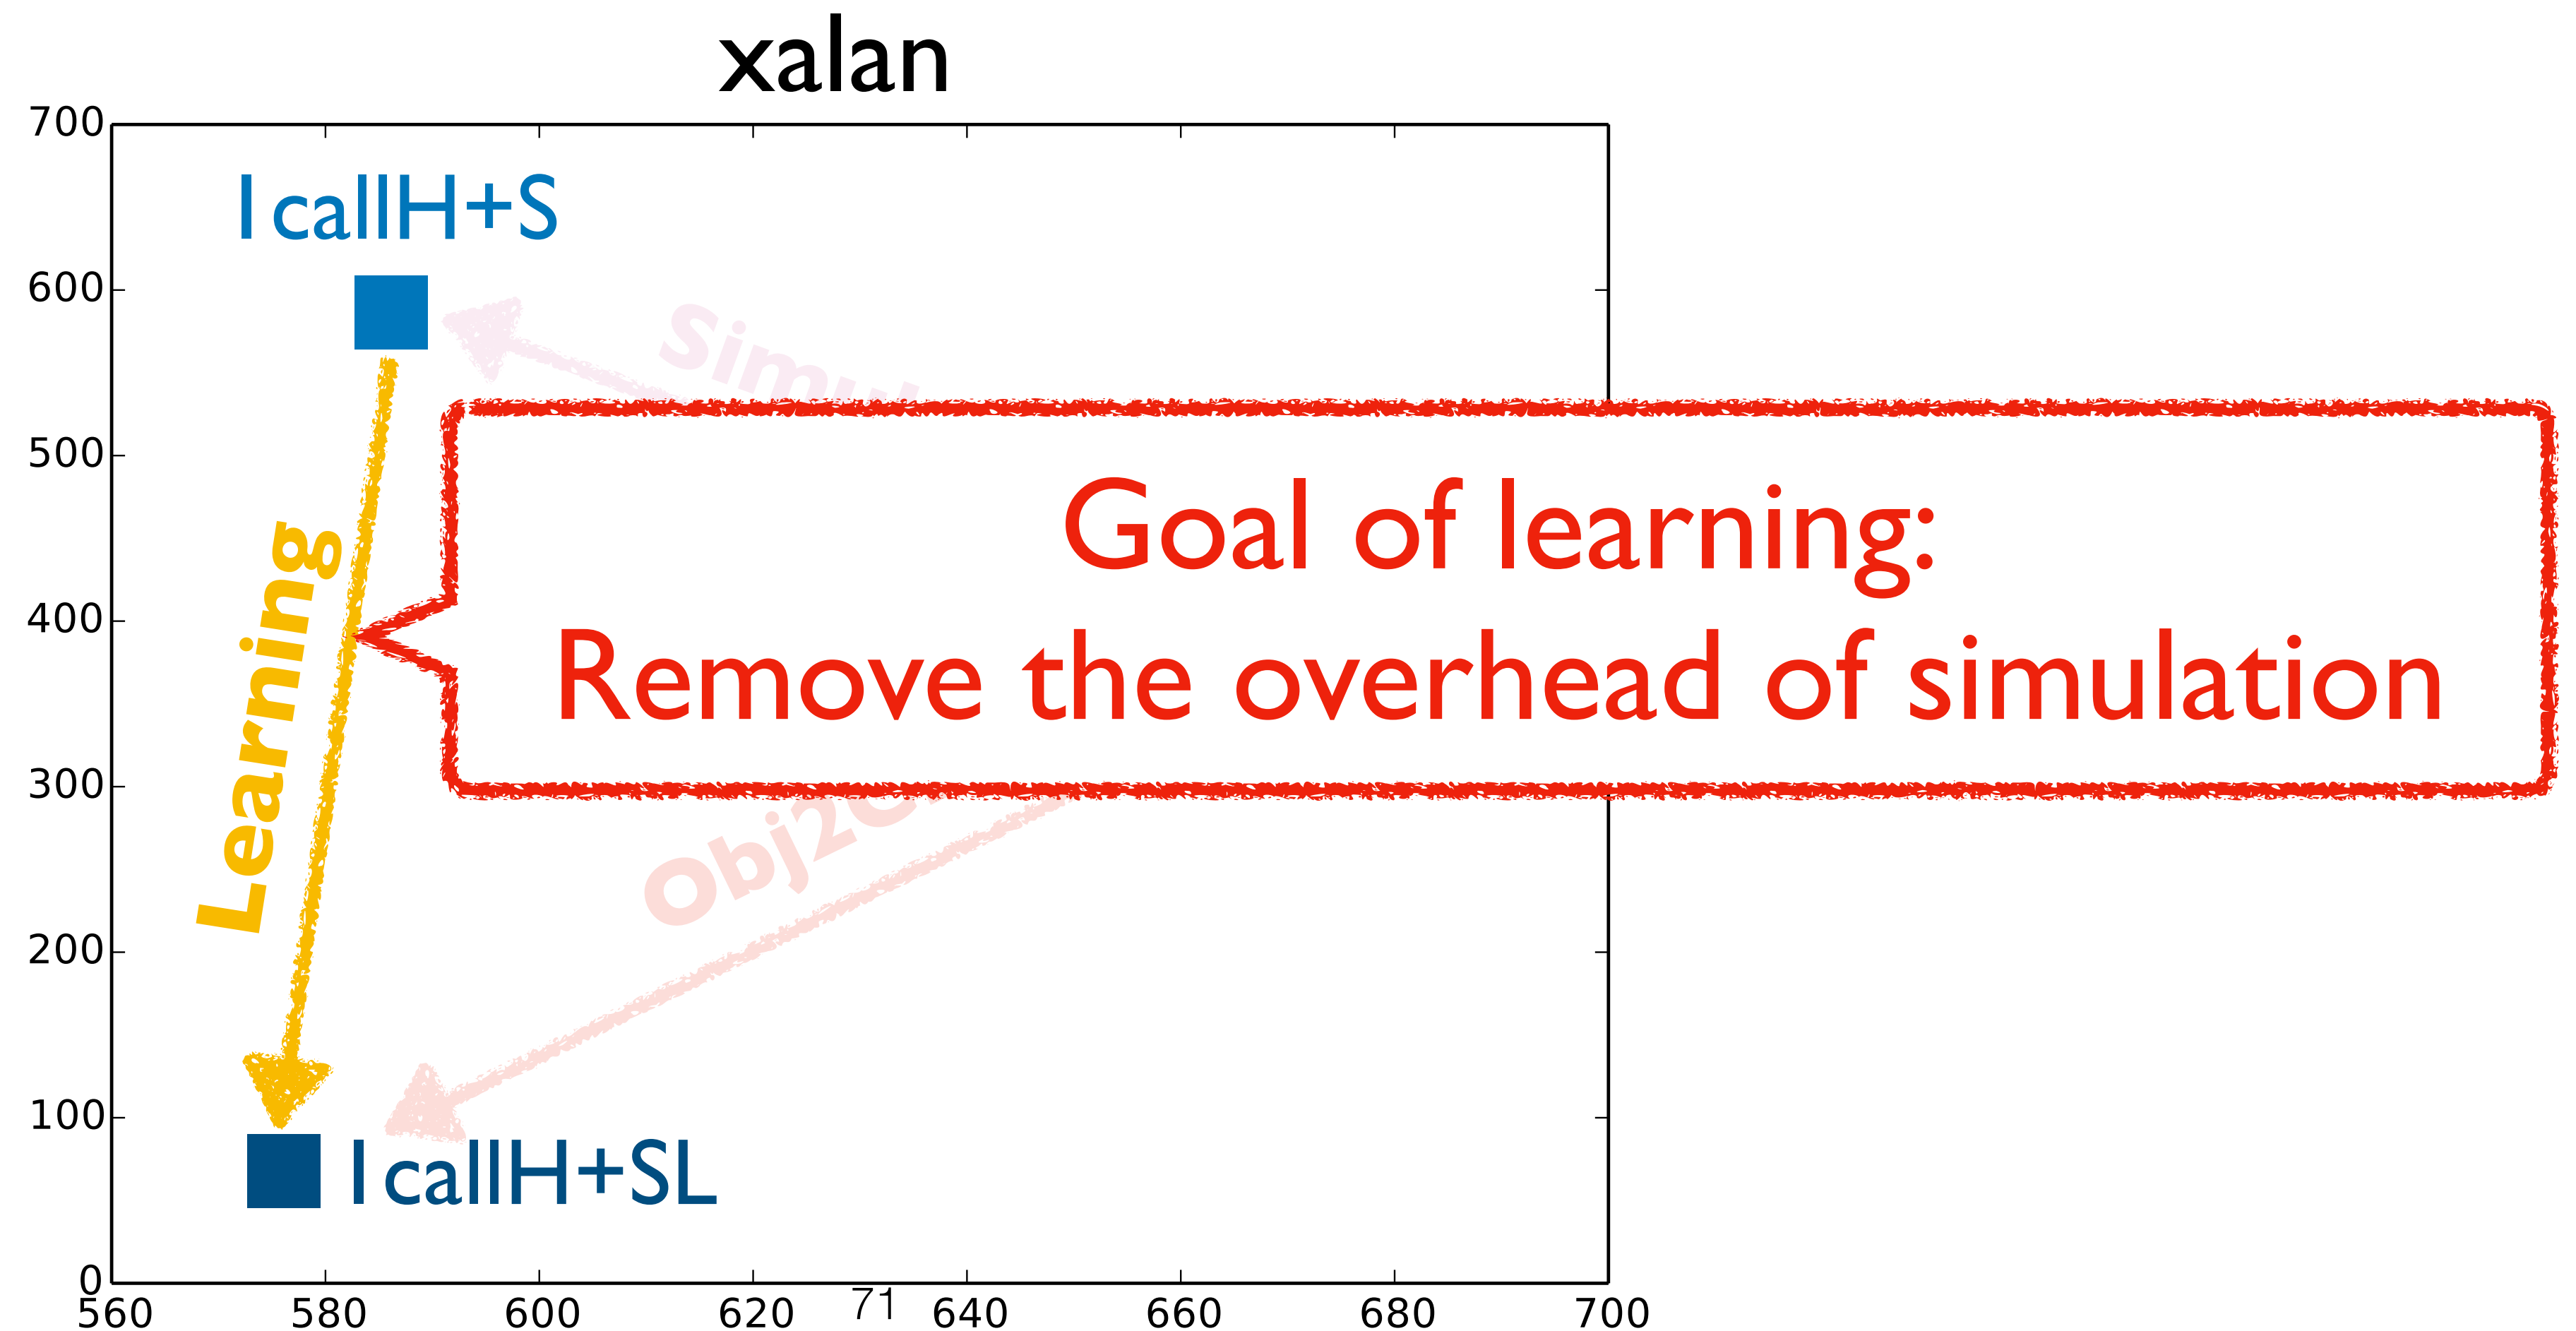 xalan
700
1callH+S
600
Simul
500
Goal of learning:
Learning
400
Remove the overhead of simulation
300
200
100
1callH+SL
0
560 580 600 620 71 640 660 680 700